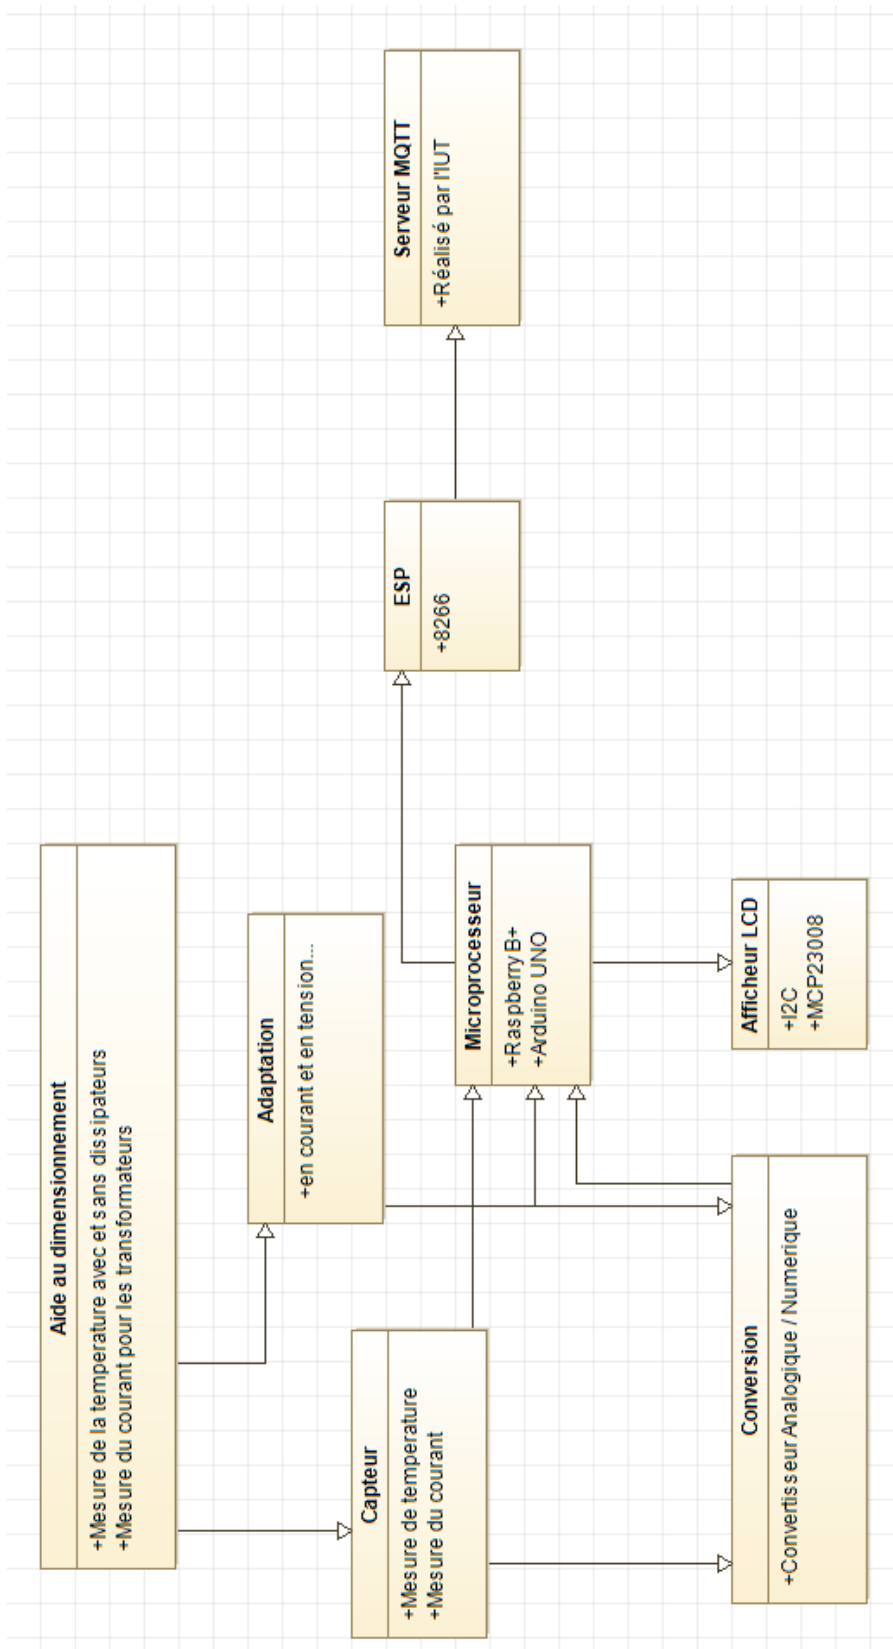 Aide au dimensionnement
+Mesure de la temperature avec et sans dissipateurs
+Mesure du courant pour les transformateurs
Adaptation
+en courant et en tension...
Capteur
+Mesure de temperature
+Mesure du courant
Microprocesseur
+Raspberry B+
+Arduino UNO
Conversion
+Convertisseur Analogique / Numerique
Afficheur LCD
+I2C
+MCP23008
ESP
+8266
Serveur MQTT
+Réalisé par l'IUT